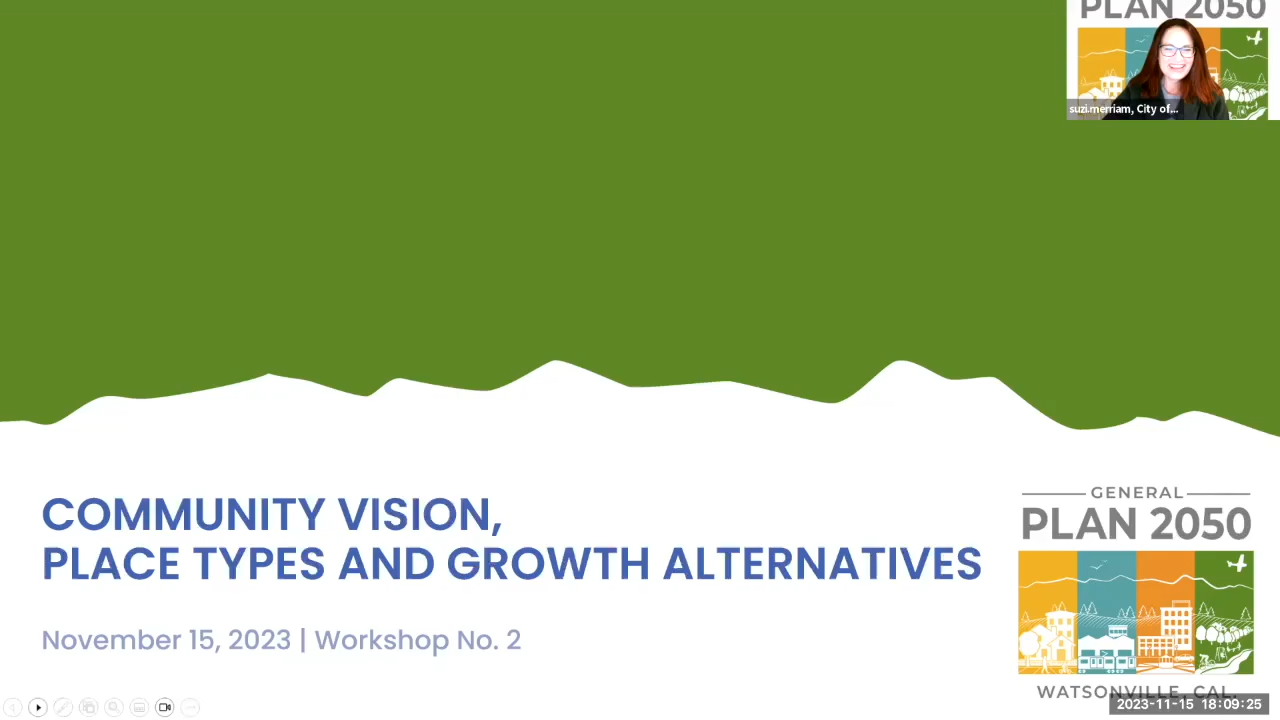 PLAN 2050
suzi.merriam, City of...
COMMUNITY VISION,
PLACE TYPES AND GROWTH ALTERNATIVES
November 15, 2023 | Workshop No. 2
GENERAL
PLAN 2050
WATSONVILLE, CAL.
2023-11-15 18:09:25